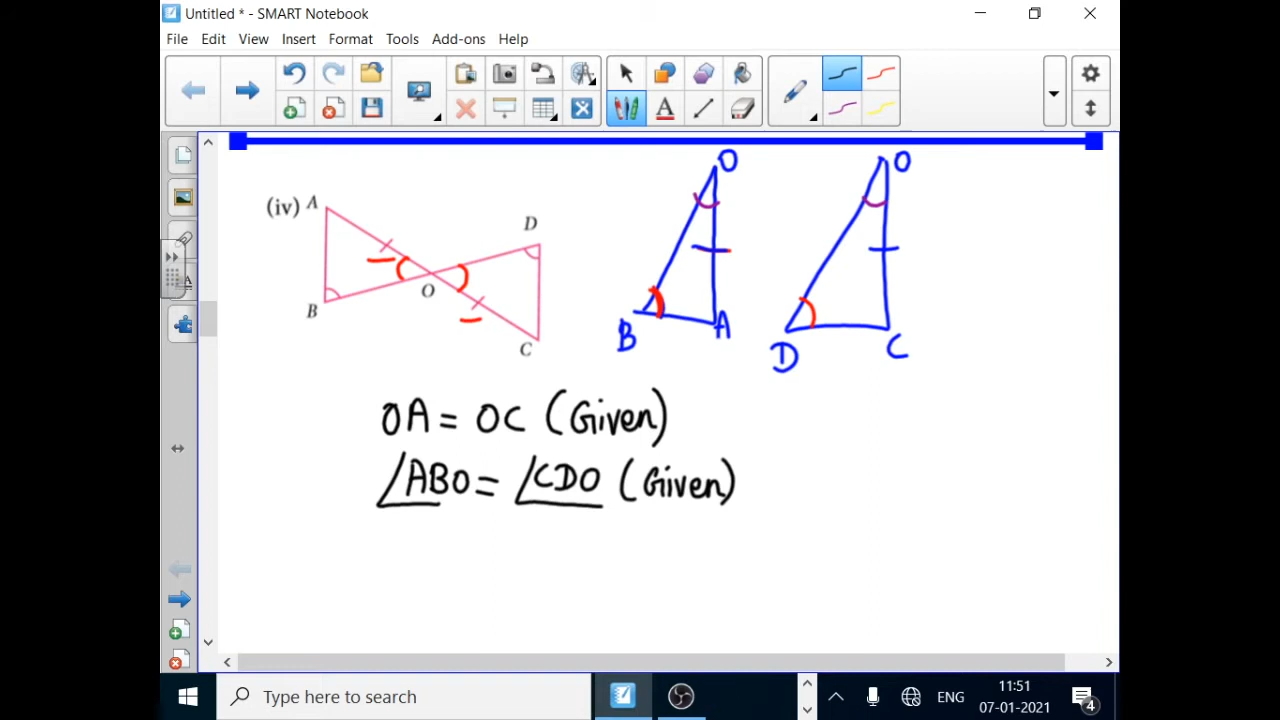 Untitled * - SMART Notebook
File Edit View Insert Format Tools Add-ons Help
(iv) A
D
B
O
C
O
B
A
O
D
C
OA = OC (Given)
∠ABO = ∠CDO (Given)
Type here to search
ENG
11:51
07-01-2021
4